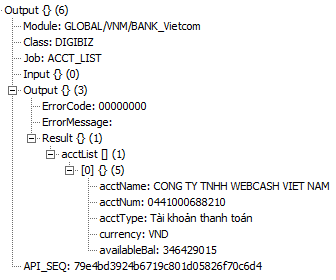 Output {} (6)
Module: GLOBAL/VNM/BANK_Vietcom
Class: DIGIBIZ
Job: ACCT_LIST
Input {} (0)
Output {} (3)
ErrorCode: 00000000
ErrorMessage:
Result {} (1)
acctList [] (1)
[0] {} (5)
acctName: CONG TY TNHH WEBCASH VIET NAM
acctNum: 0441000688210
acctType: Tài khoản thanh toán
currency: VND
availableBal: 346429015
API_SEQ: 79e4bd3924b6719c801d05826f70c6d4